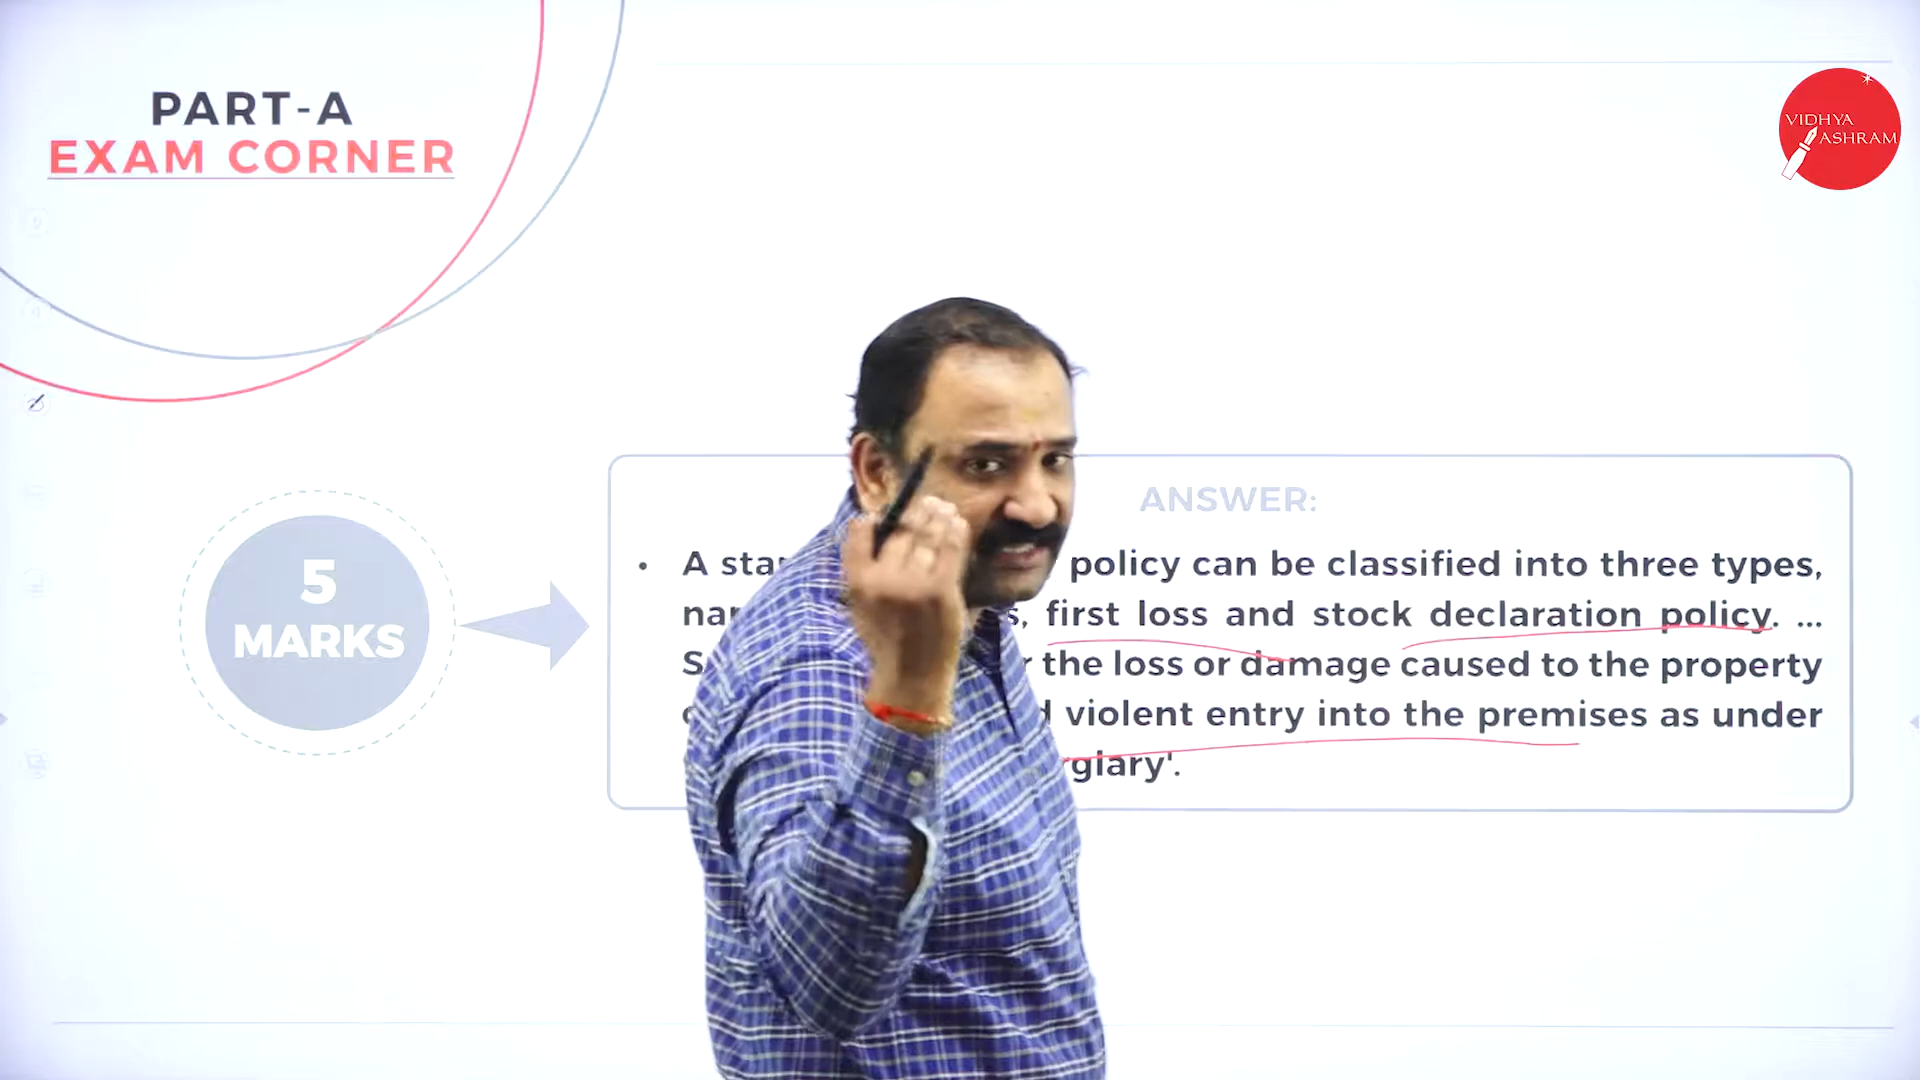 PART-A
EXAM CORNER
VIDHYA
ASHRAM
5
MARKS
ANSWER:
• A policy can be classified into three types,
first loss and stock declaration policy. ...
the loss or damage caused to the property
violent entry into the premises as under
glary'.